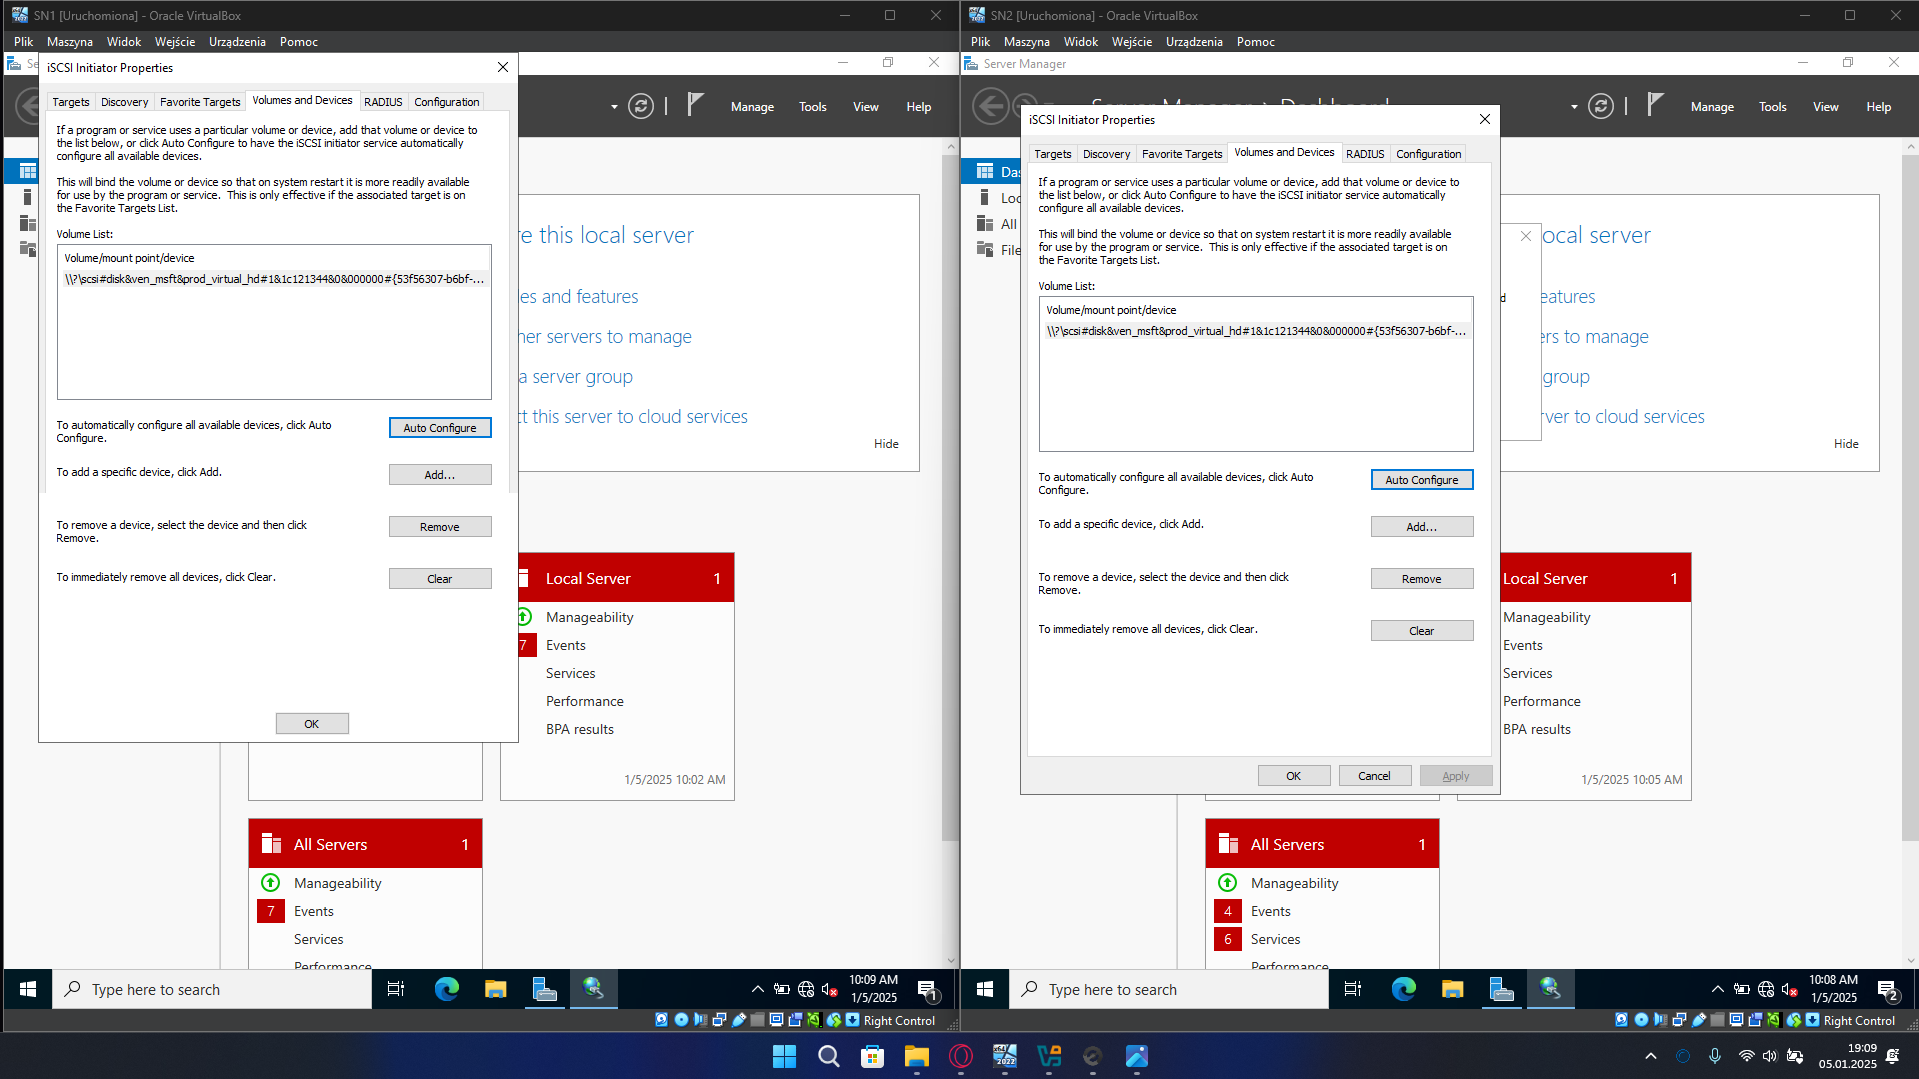 SN1 [Uruchomiona] - Oracle VirtualBox
Plik Maszyna Widok Wejście Urządzenia Pomoc
iSCSI Initiator Properties
Targets Discovery Favorite Targets Volumes and Devices RADIUS Configuration
Manage Tools View Help
If a program or service uses a particular volume or device, add that volume or device to
the list below, or click Auto Configure to have the iSCSI initiator service automatically
configure all available devices.
This will bind the volume or device so that on system restart it is more readily available
for use by the program or service. This is only effective if the associated target is on
the Favorite Targets List.
Volume List:
Volume/mount point/device
\\?\scsi#disk&ven_msft&prod_virtual_hd#1&1c121344&0&000000#{53f56307-b6bf-...
To automatically configure all available devices, click Auto
Configure.
Auto Configure
To add a specific device, click Add.
Add...
To remove a device, select the device and then click
Remove.
Remove
To immediately remove all devices, click Clear.
Clear
OK
e this local server
es and features
ner servers to manage
a server group
ct this server to cloud services
Hide
Local Server 1
Manageability
7 Events
Services
Performance
BPA results
1/5/2025 10:02 AM
All Servers 1
Manageability
7 Events
Services
Performance
Type here to search
10:09 AM
1/5/2025
1
Right Control
SN2 [Uruchomiona] - Oracle VirtualBox
Plik Maszyna Widok Wejście Urządzenia Pomoc
Server Manager
Server Manager › Dashboard
Manage Tools View Help
iSCSI Initiator Properties
Targets Discovery Favorite Targets Volumes and Devices RADIUS Configuration
If a program or service uses a particular volume or device, add that volume or device to
the list below, or click Auto Configure to have the iSCSI initiator service automatically
configure all available devices.
This will bind the volume or device so that on system restart it is more readily available
for use by the program or service. This is only effective if the associated target is on
the Favorite Targets List.
Volume List:
Volume/mount point/device
\\?\scsi#disk&ven_msft&prod_virtual_hd#1&1c121344&0&000000#{53f56307-b6bf-...
To automatically configure all available devices, click Auto
Configure.
Auto Configure
To add a specific device, click Add.
Add...
To remove a device, select the device and then click
Remove.
Remove
To immediately remove all devices, click Clear.
Clear
OK Cancel Apply
Das
Loc
All
File
d
ocal server
eatures
ers to manage
group
rver to cloud services
Hide
Local Server 1
Manageability
Events
Services
Performance
BPA results
1/5/2025 10:05 AM
All Servers 1
Manageability
4 Events
6 Services
Performance
Type here to search
10:08 AM
1/5/2025
2
Right Control
19:09
05.01.2025